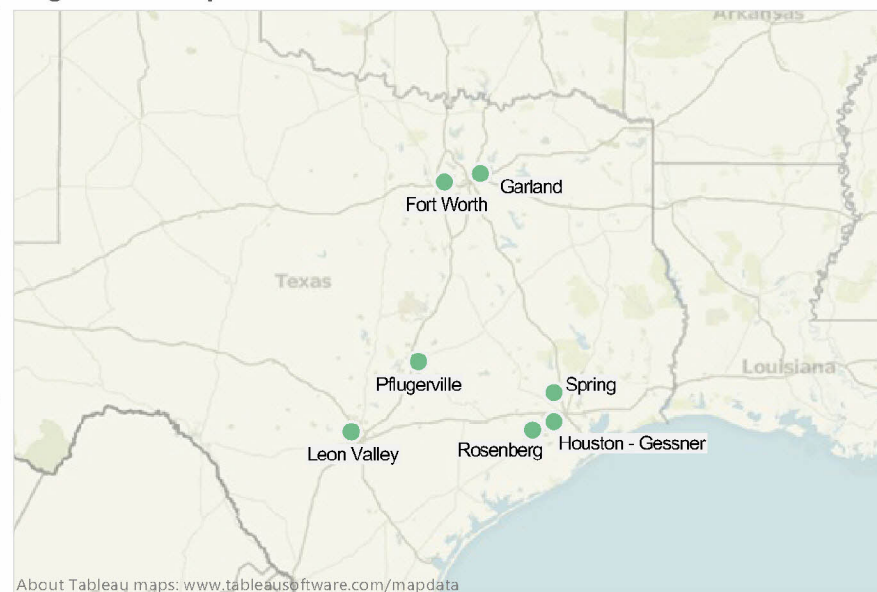 Arkansas
Garland
Fort Worth
Texas
Pflugerville
Spring
Louisiana
Leon Valley
Rosenberg
Houston - Gessner
About Tableau maps: www.tableausoftware.com/mapdata